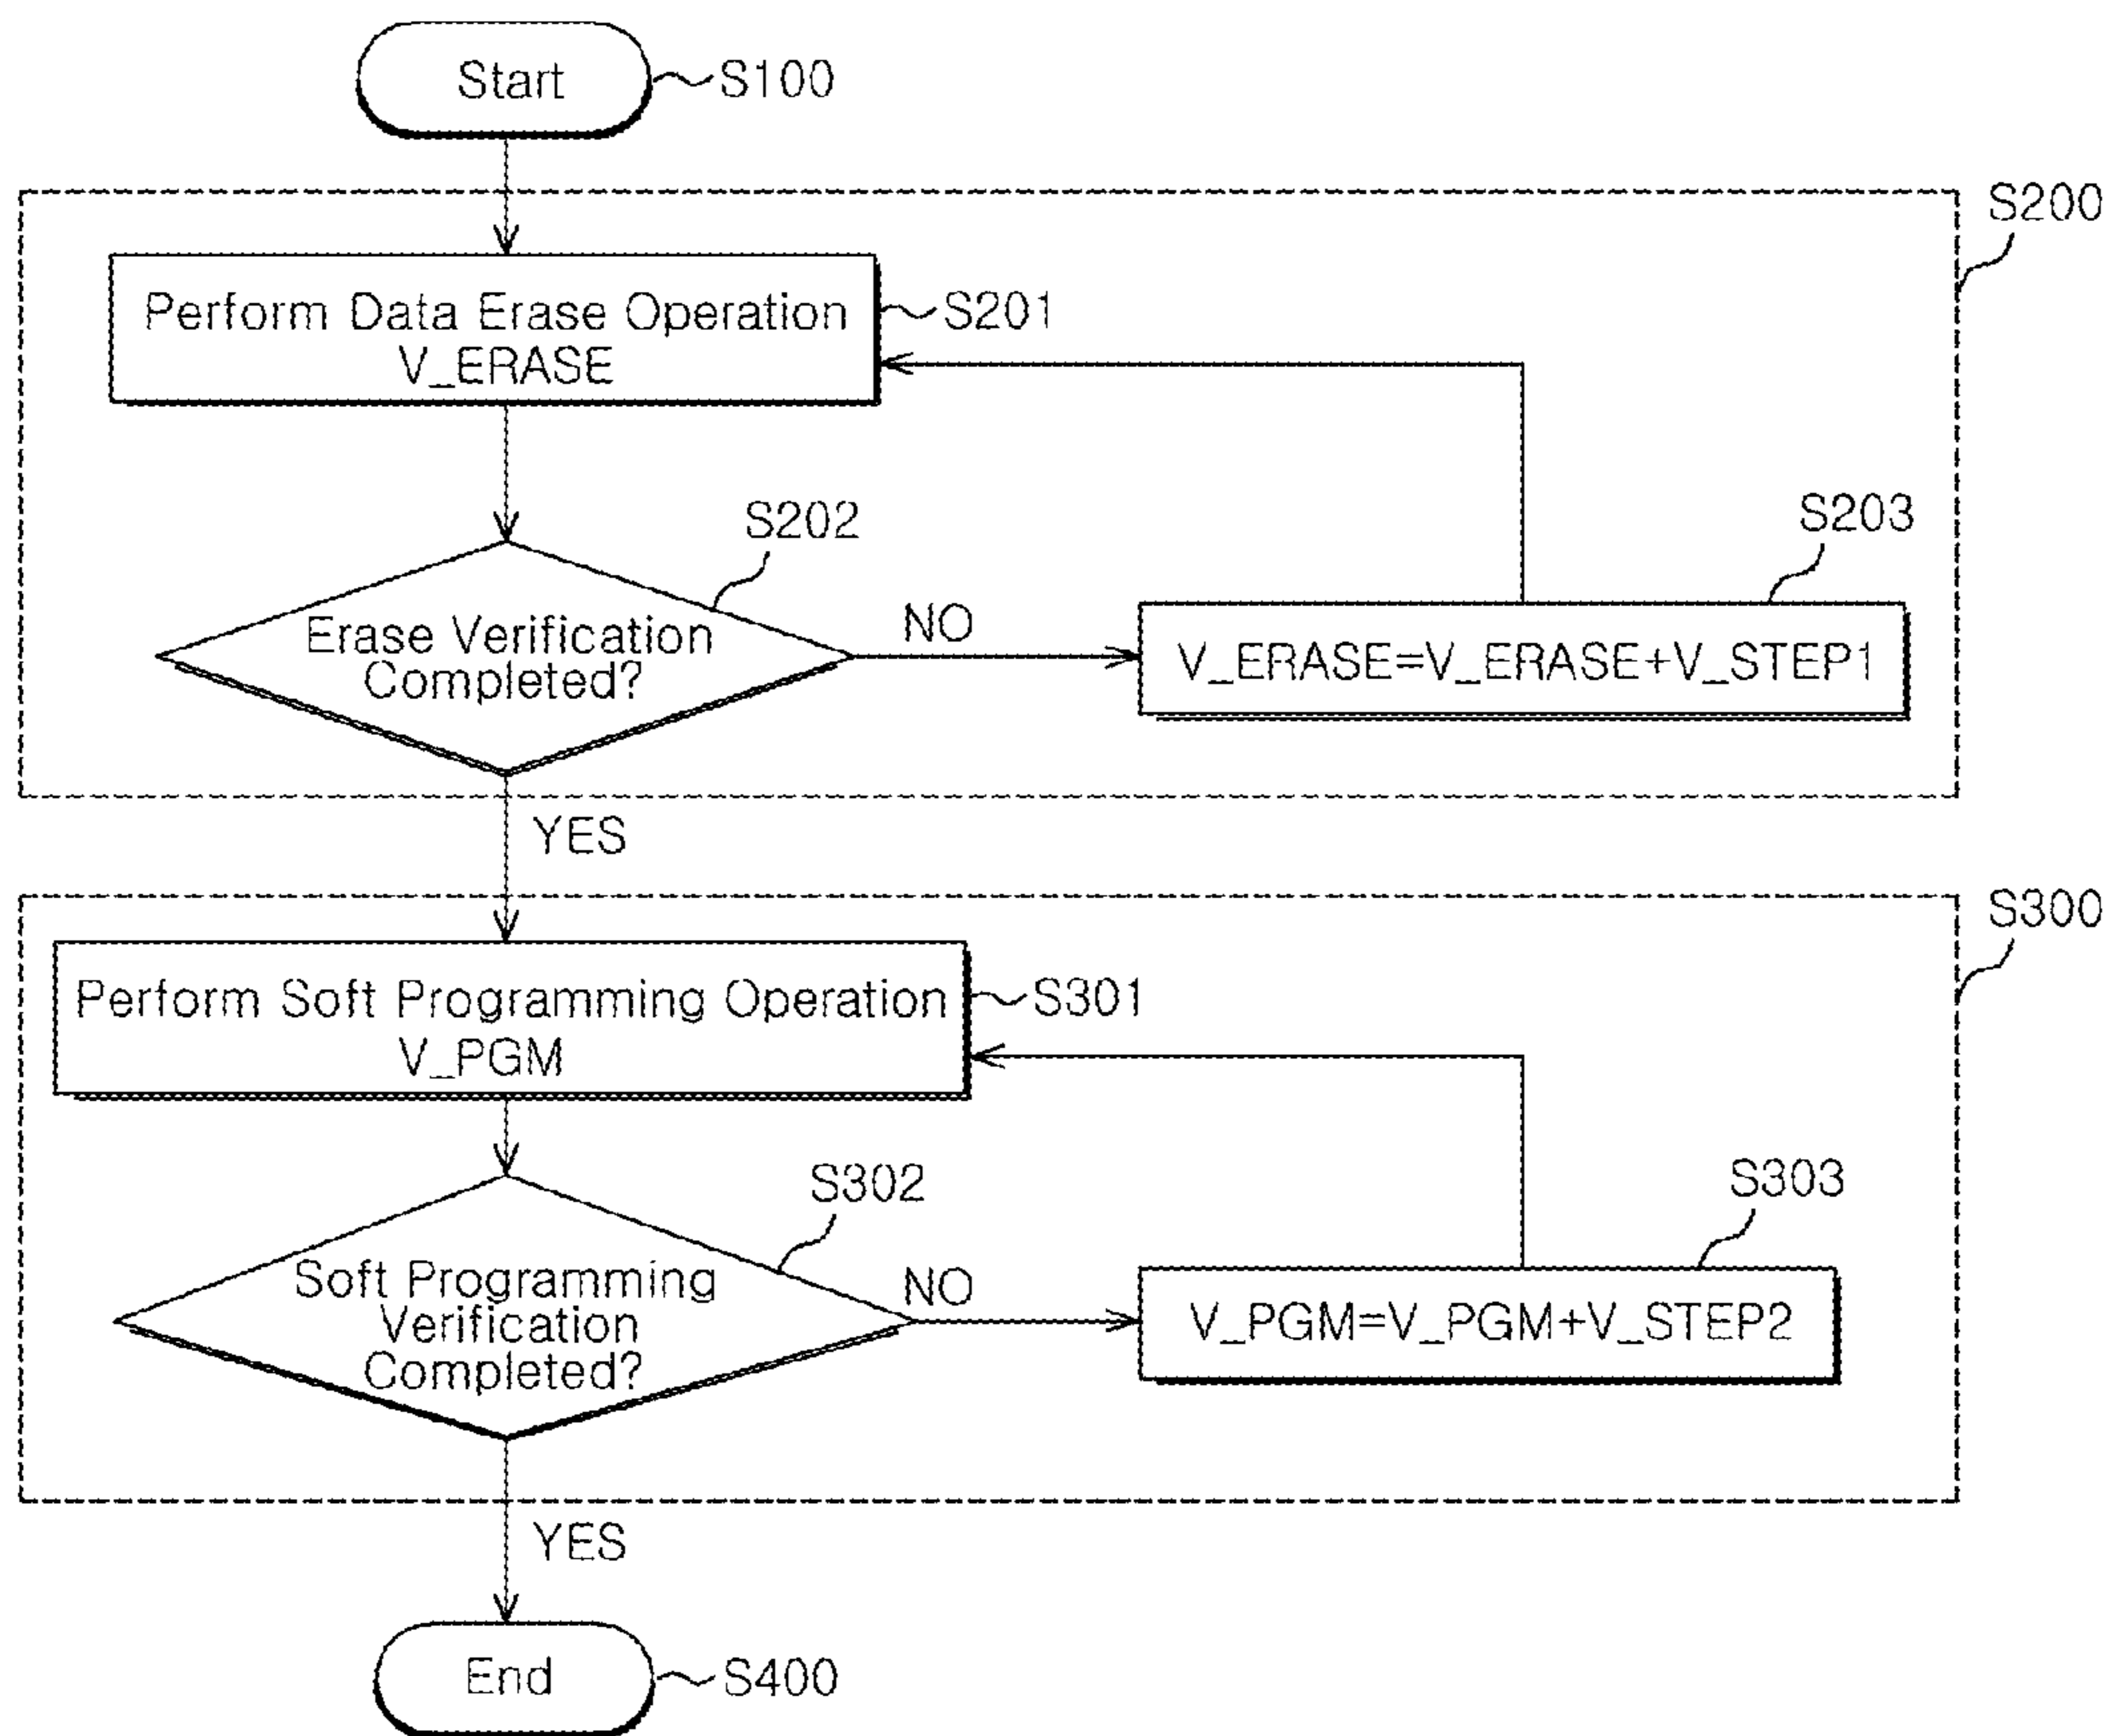 Start
S100
S200
Perform Data Erase Operation
V_ERASE
S201
S202
S203
Erase Verification
Completed?
NO
V_ERASE=V_ERASE+V_STEP1
YES
S300
Perform Soft Programming Operation
V_PGM
S301
S302
S303
Soft Programming
Verification
Completed?
NO
V_PGM=V_PGM+V_STEP2
YES
End
S400